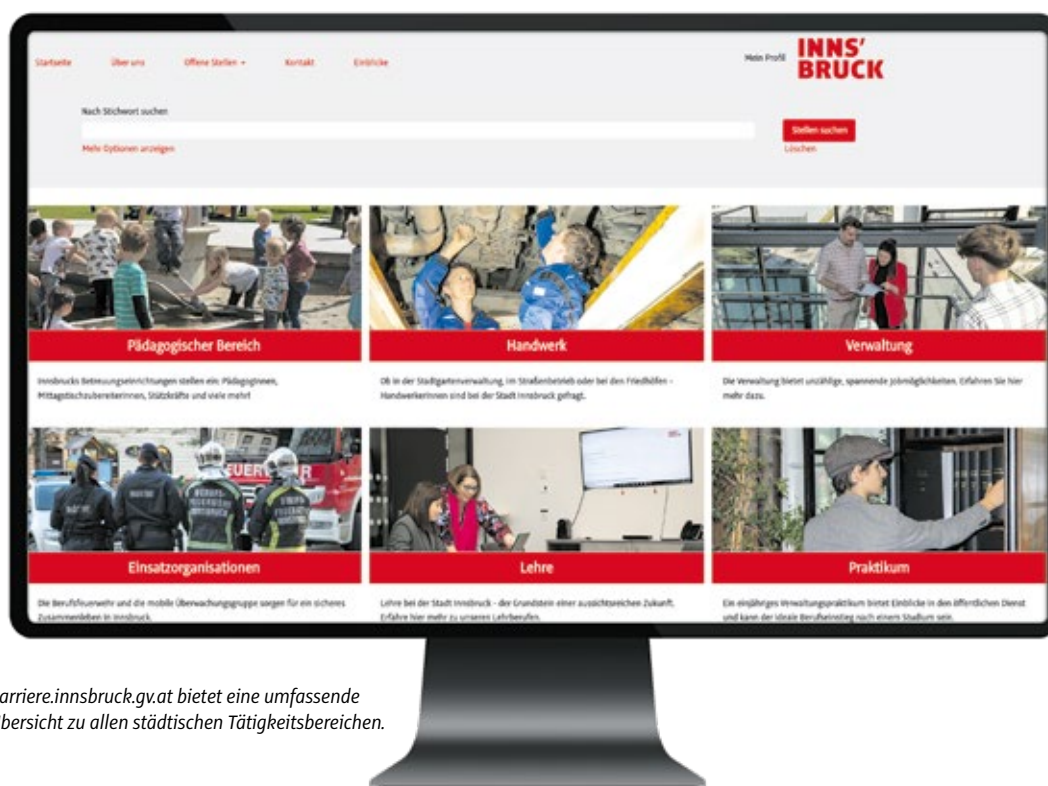 Startseite Über uns Offene Stellen Kontakt Einblicke Mein Profil
INNS'
BRUCK
Nach Stichwort suchen
Stellen suchen
Mehr Optionen anzeigen Löschen
Pädagogischer Bereich
Innsbrucks Betreuungseinrichtungen stellen ein: PädagogInnen,
MittagstischzubereiterInnen, Stützkräfte und viele mehr!
Handwerk
Ob in der Stadtgartenverwaltung, im Straßenbetrieb oder bei den Friedhöfen –
HandwerkerInnen sind bei der Stadt Innsbruck gefragt.
Verwaltung
Die Verwaltung bietet unzählige, spannende Jobmöglichkeiten. Erfahren Sie hier
mehr dazu.
FEUER
BERUFS-
FEUERWEHR
INNSBRUCK
Einsatzorganisationen
Die Berufsfeuerwehr und die mobile Überwachungsgruppe sorgen für ein sicheres
Zusammenleben in Innsbruck.
Lehre
Lehre bei der Stadt Innsbruck – der Grundstein einer aussichtsreichen Zukunft.
Erfahre hier mehr zu unseren Lehrberufen.
Praktikum
Ein einjähriges Verwaltungspraktikum bietet Einblicke in den öffentlichen Dienst
und kann der ideale Berufseinstieg nach einem Studium sein.
arriere.innsbruck.gv.at bietet eine umfassende
bersicht zu allen städtischen Tätigkeitsbereichen.